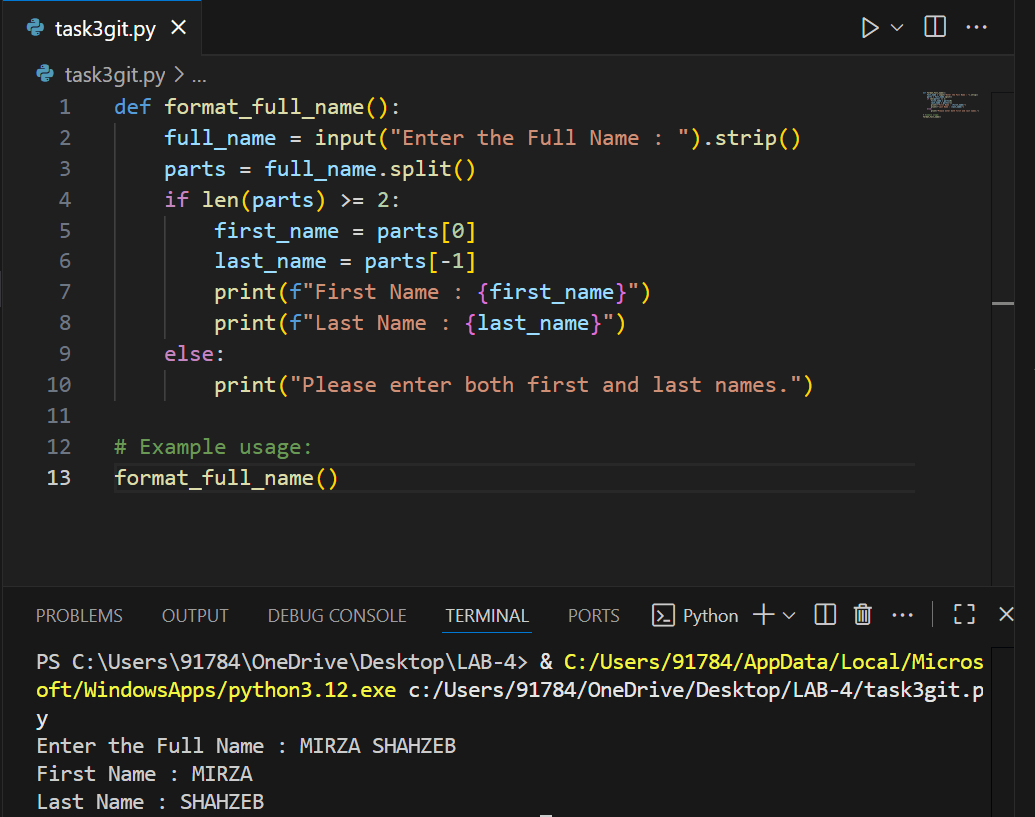 task3git.py
task3git.py > ...
1 def format_full_name():
2     full_name = input("Enter the Full Name : ").strip()
3     parts = full_name.split()
4     if len(parts) >= 2:
5         first_name = parts[0]
6         last_name = parts[-1]
7         print(f"First Name : {first_name}")
8         print(f"Last Name : {last_name}")
9     else:
10         print("Please enter both first and last names.")
11
12 # Example usage:
13 format_full_name()
PROBLEMS OUTPUT DEBUG CONSOLE TERMINAL PORTS Python
PS C:\Users\91784\OneDrive\Desktop\LAB-4> & C:/Users/91784/AppData/Local/Micros
oft/WindowsApps/python3.12.exe c:/Users/91784/OneDrive/Desktop/LAB-4/task3git.p
y
Enter the Full Name : MIRZA SHAHZEB
First Name : MIRZA
Last Name : SHAHZEB